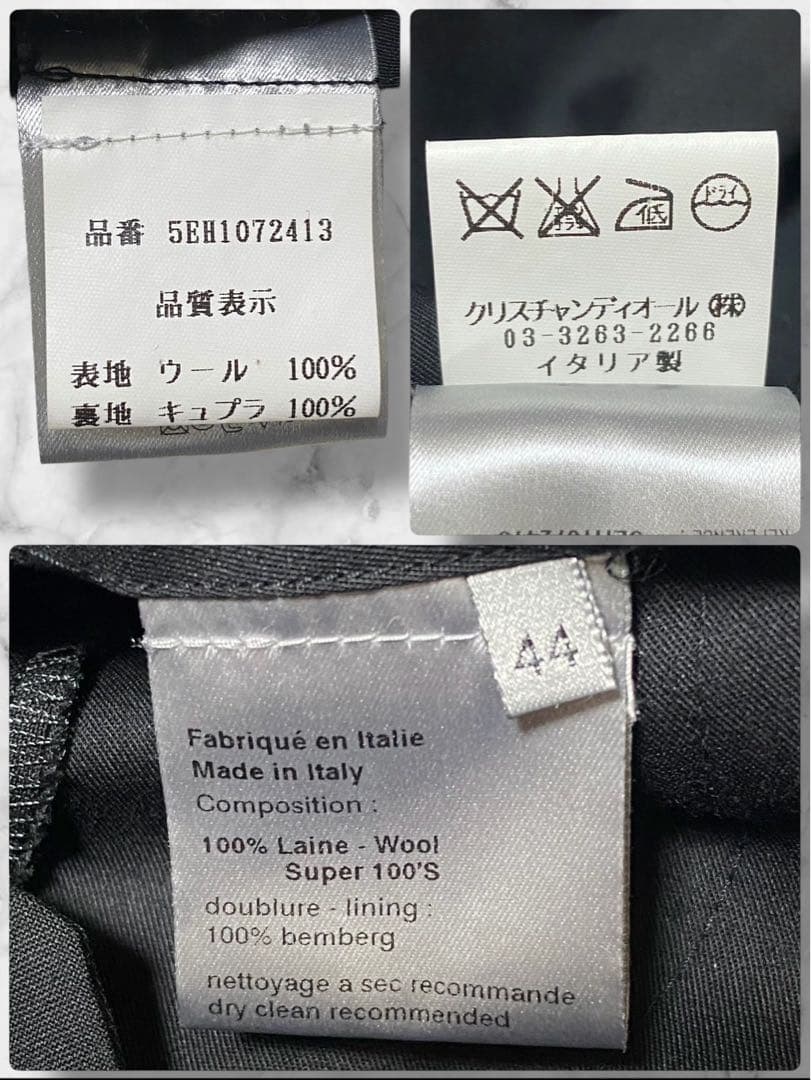 品番 5EH1072413
品質表示
表地 ウール 100%
裏地 キュプラ 100%
エンソ
低
ドライ
クリスチャンディオール㈱
03-3263-2266
イタリア製
44
Fabriqué en Italie
Made in Italy
Composition :
100% Laine - Wool
Super 100'S
doublure - lining :
100% bemberg
nettoyage a sec recommande
dry clean recommended